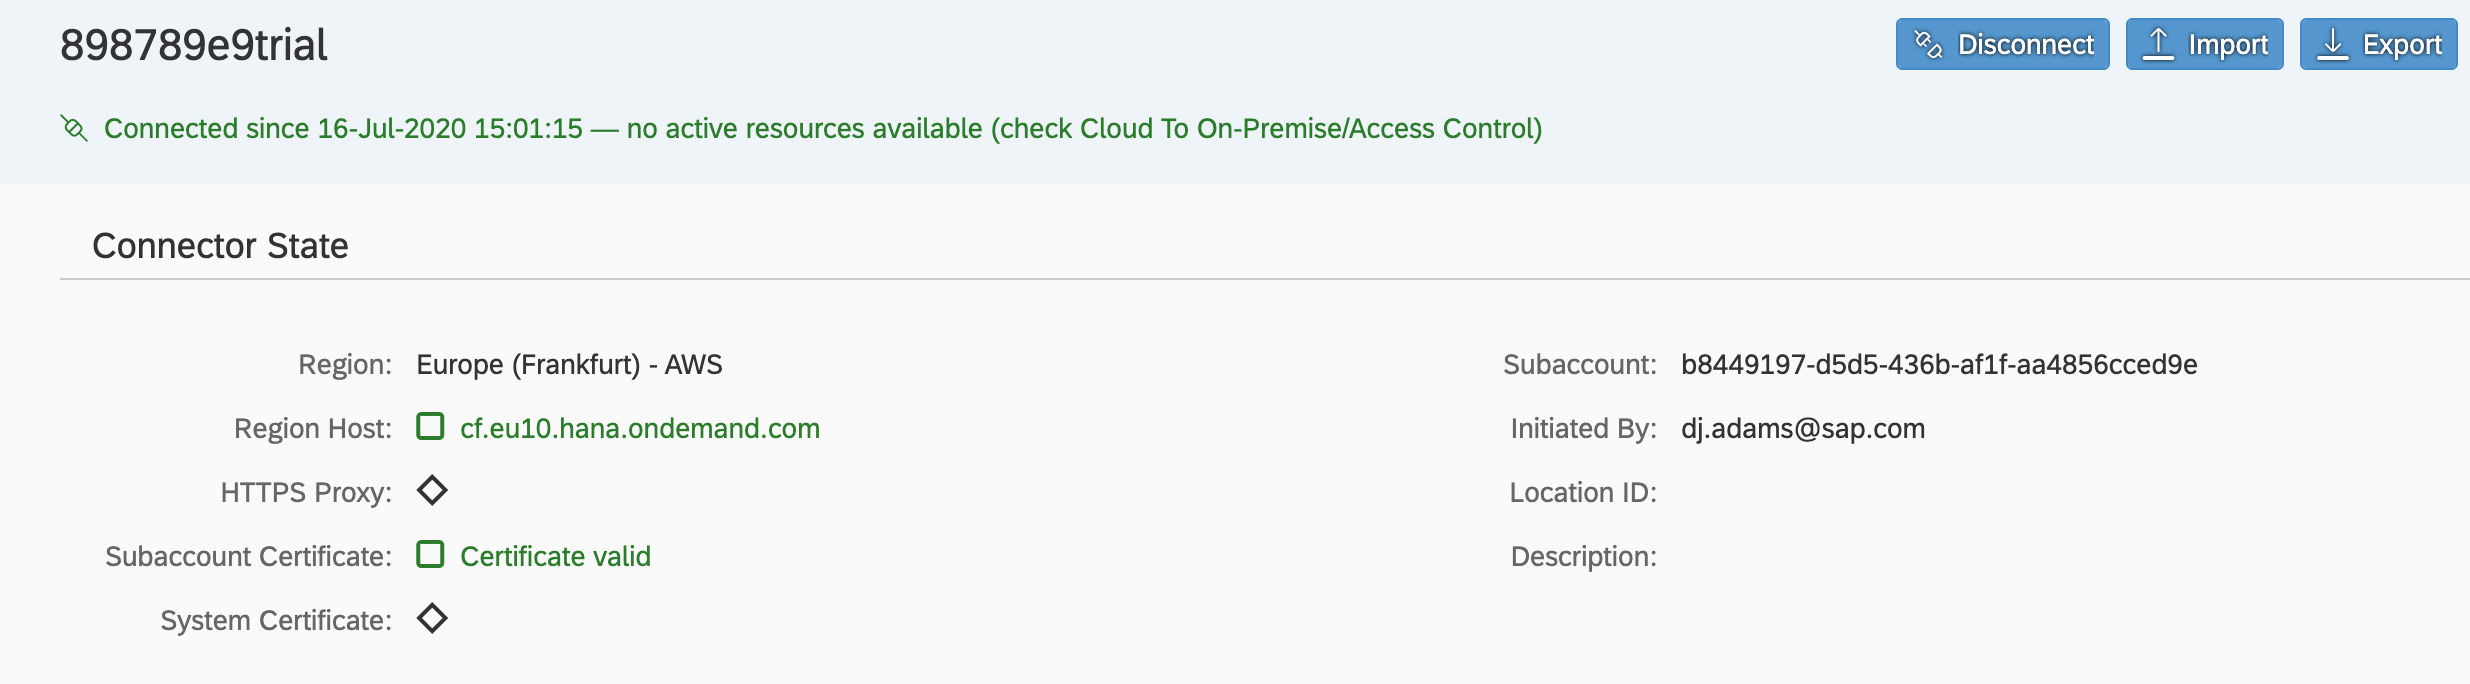 898789e9trial
Disconnect
Import
Export
Connected since 16-Jul-2020 15:01:15 — no active resources available (check Cloud To On-Premise/Access Control)
Connector State
Region: Europe (Frankfurt) - AWS
Region Host: cf.eu10.hana.ondemand.com
HTTPS Proxy:
Subaccount Certificate: Certificate valid
System Certificate:
Subaccount: b8449197-d5d5-436b-af1f-aa4856cced9e
Initiated By: dj.adams@sap.com
Location ID:
Description: